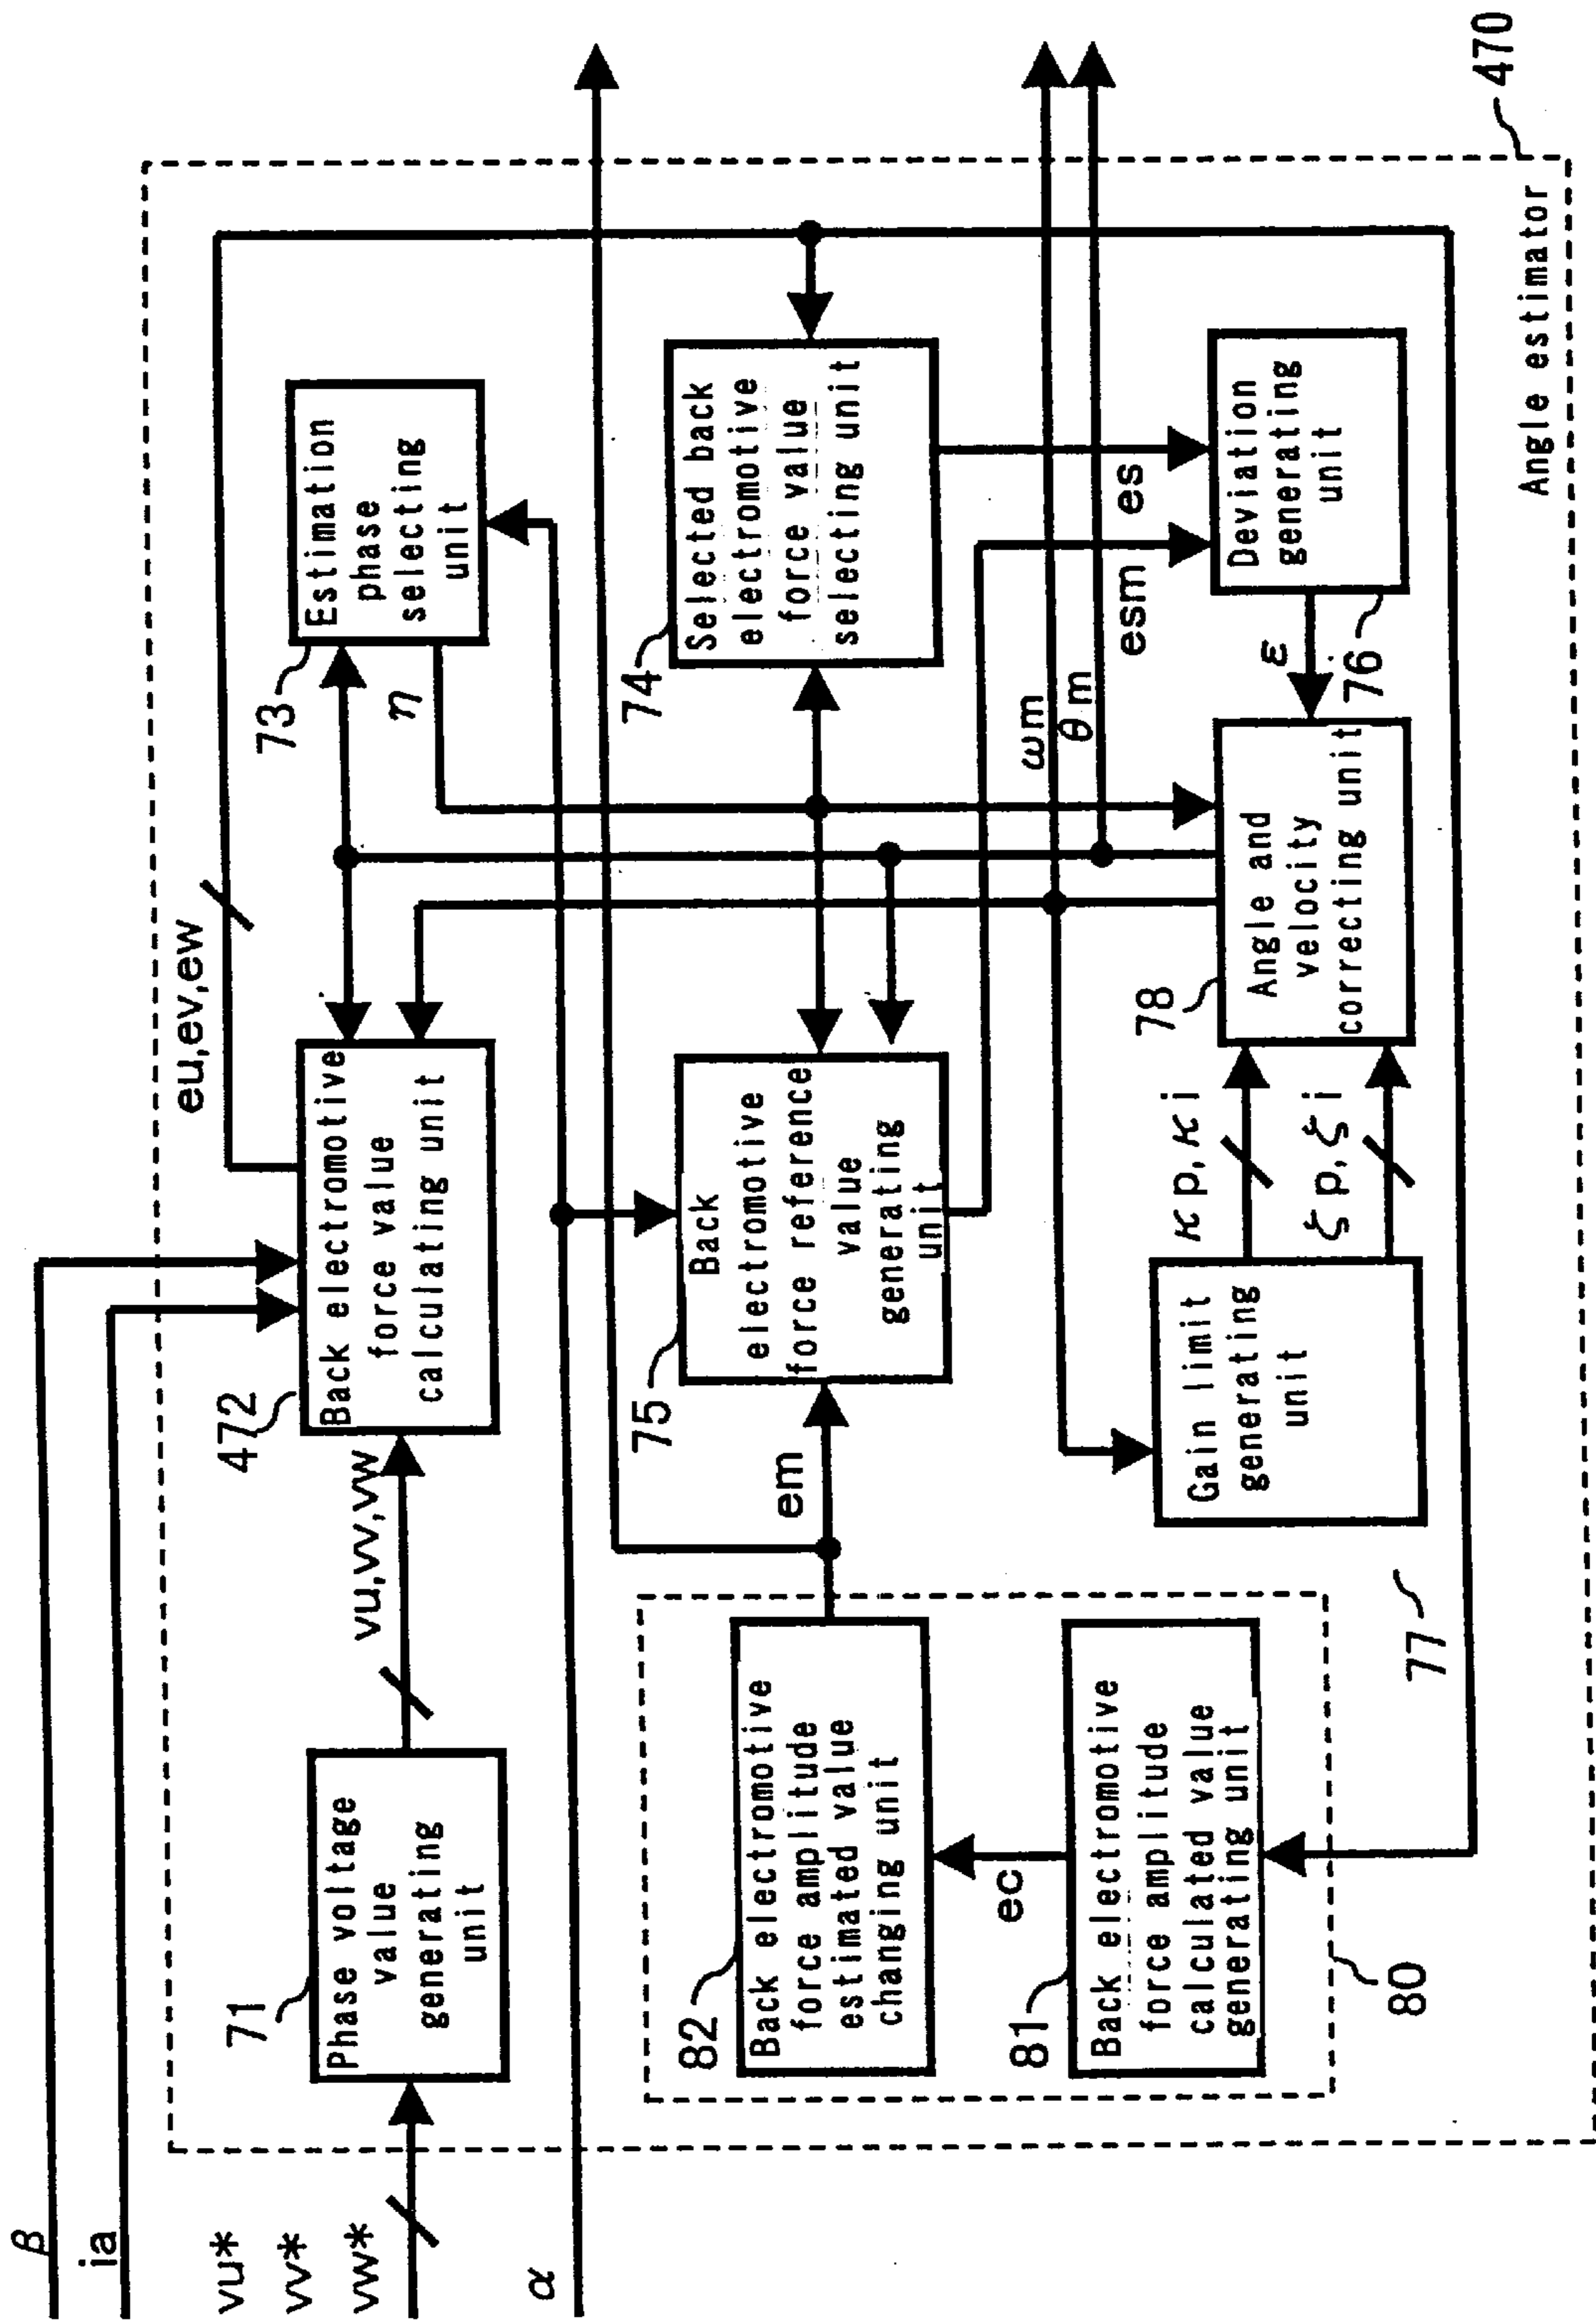 β
ia
vu*
vv*
vw*
α
71
Phase voltage
value
generating
unit
vu,vv,vw
472
Back electromotive
force value
calculating unit
eu,ev,ew
73
Estimation
phase
selecting
unit
η
82
Back electromotive
force amplitude
estimated value
changing unit
ec
81
Back electromotive
force amplitude
calculated value
generating unit
80
em
75
Back
electromotive
force reference
value
generating
unit
74
Selected back
electromotive
force value
selecting unit
ωm
θm
esm
es
77
Gain limit
generating
unit
κp,κi
ζp,ζi
78
Angle and
velocity
correcting unit
ε
76
Deviation
generating
unit
Angle estimator
470